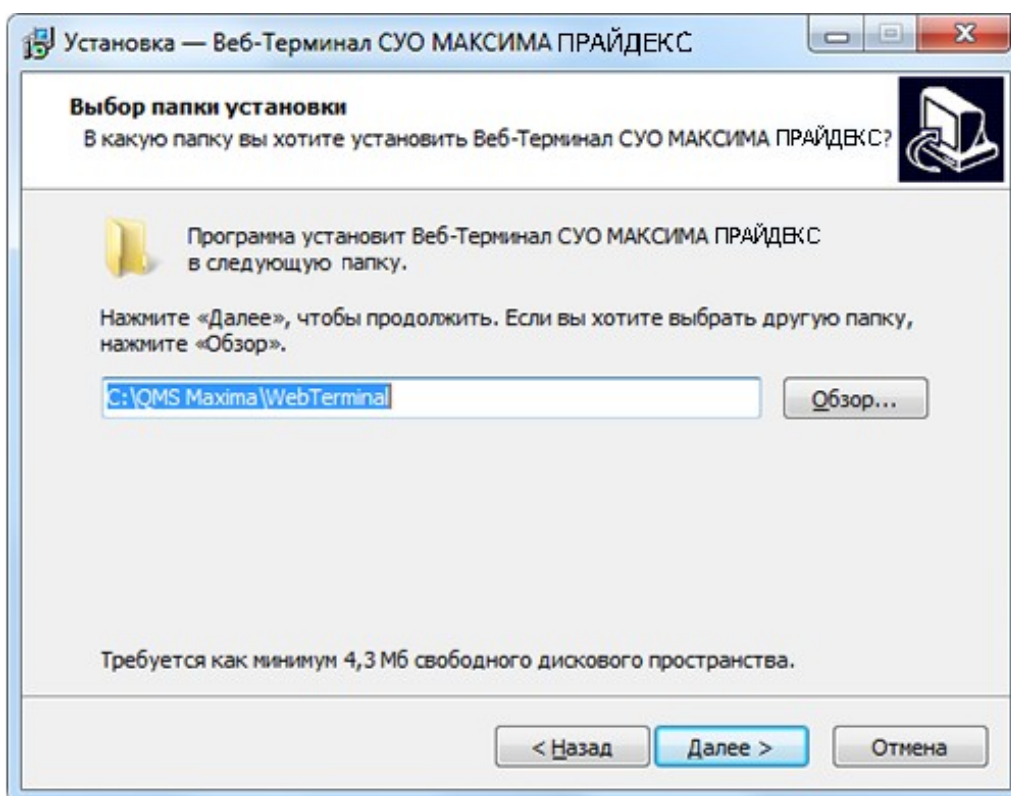 Установка — Веб-Терминал СУО МАКСИМА ПРАЙДЕКС
Выбор папки установки
В какую папку вы хотите установить Веб-Терминал СУО МАКСИМА ПРАЙДЕКС?
Программа установит Веб-Терминал СУО МАКСИМА ПРАЙДЕКС
в следующую папку.
Нажмите «Далее», чтобы продолжить. Если вы хотите выбрать другую папку,
нажмите «Обзор».
C:\QMS Maxima\WebTerminal
Обзор...
Требуется как минимум 4,3 Мб свободного дискового пространства.
< Назад
Далее >
Отмена